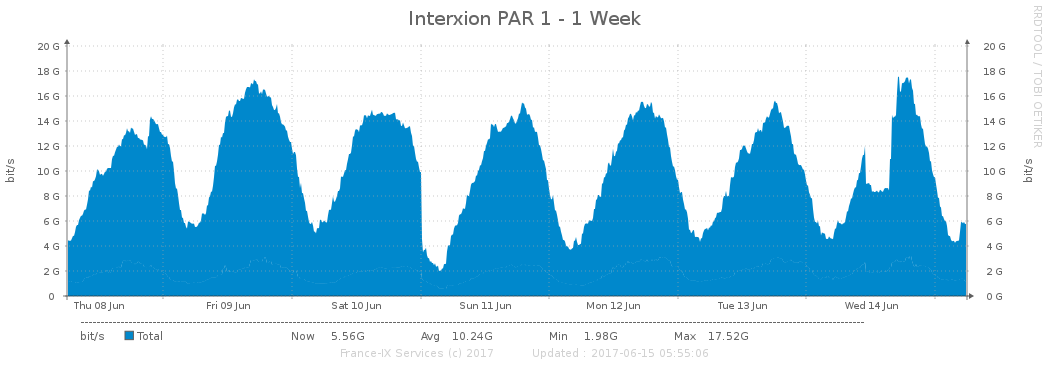 Interxion PAR 1 - 1 Week
RRDTOOL / TOBI OETIKER
bit/s
bit/s
20 G 20 G
18 G 18 G
16 G 16 G
14 G 14 G
12 G 12 G
10 G 10 G
8 G 8 G
6 G 6 G
4 G 4 G
2 G 2 G
0 0 G
Thu 08 Jun Fri 09 Jun Sat 10 Jun Sun 11 Jun Mon 12 Jun Tue 13 Jun Wed 14 Jun
bit/s Total Now 5.56G Avg 10.24G Min 1.98G Max 17.52G
France-IX Services (c) 2017 Updated : 2017-06-15 05:55:06